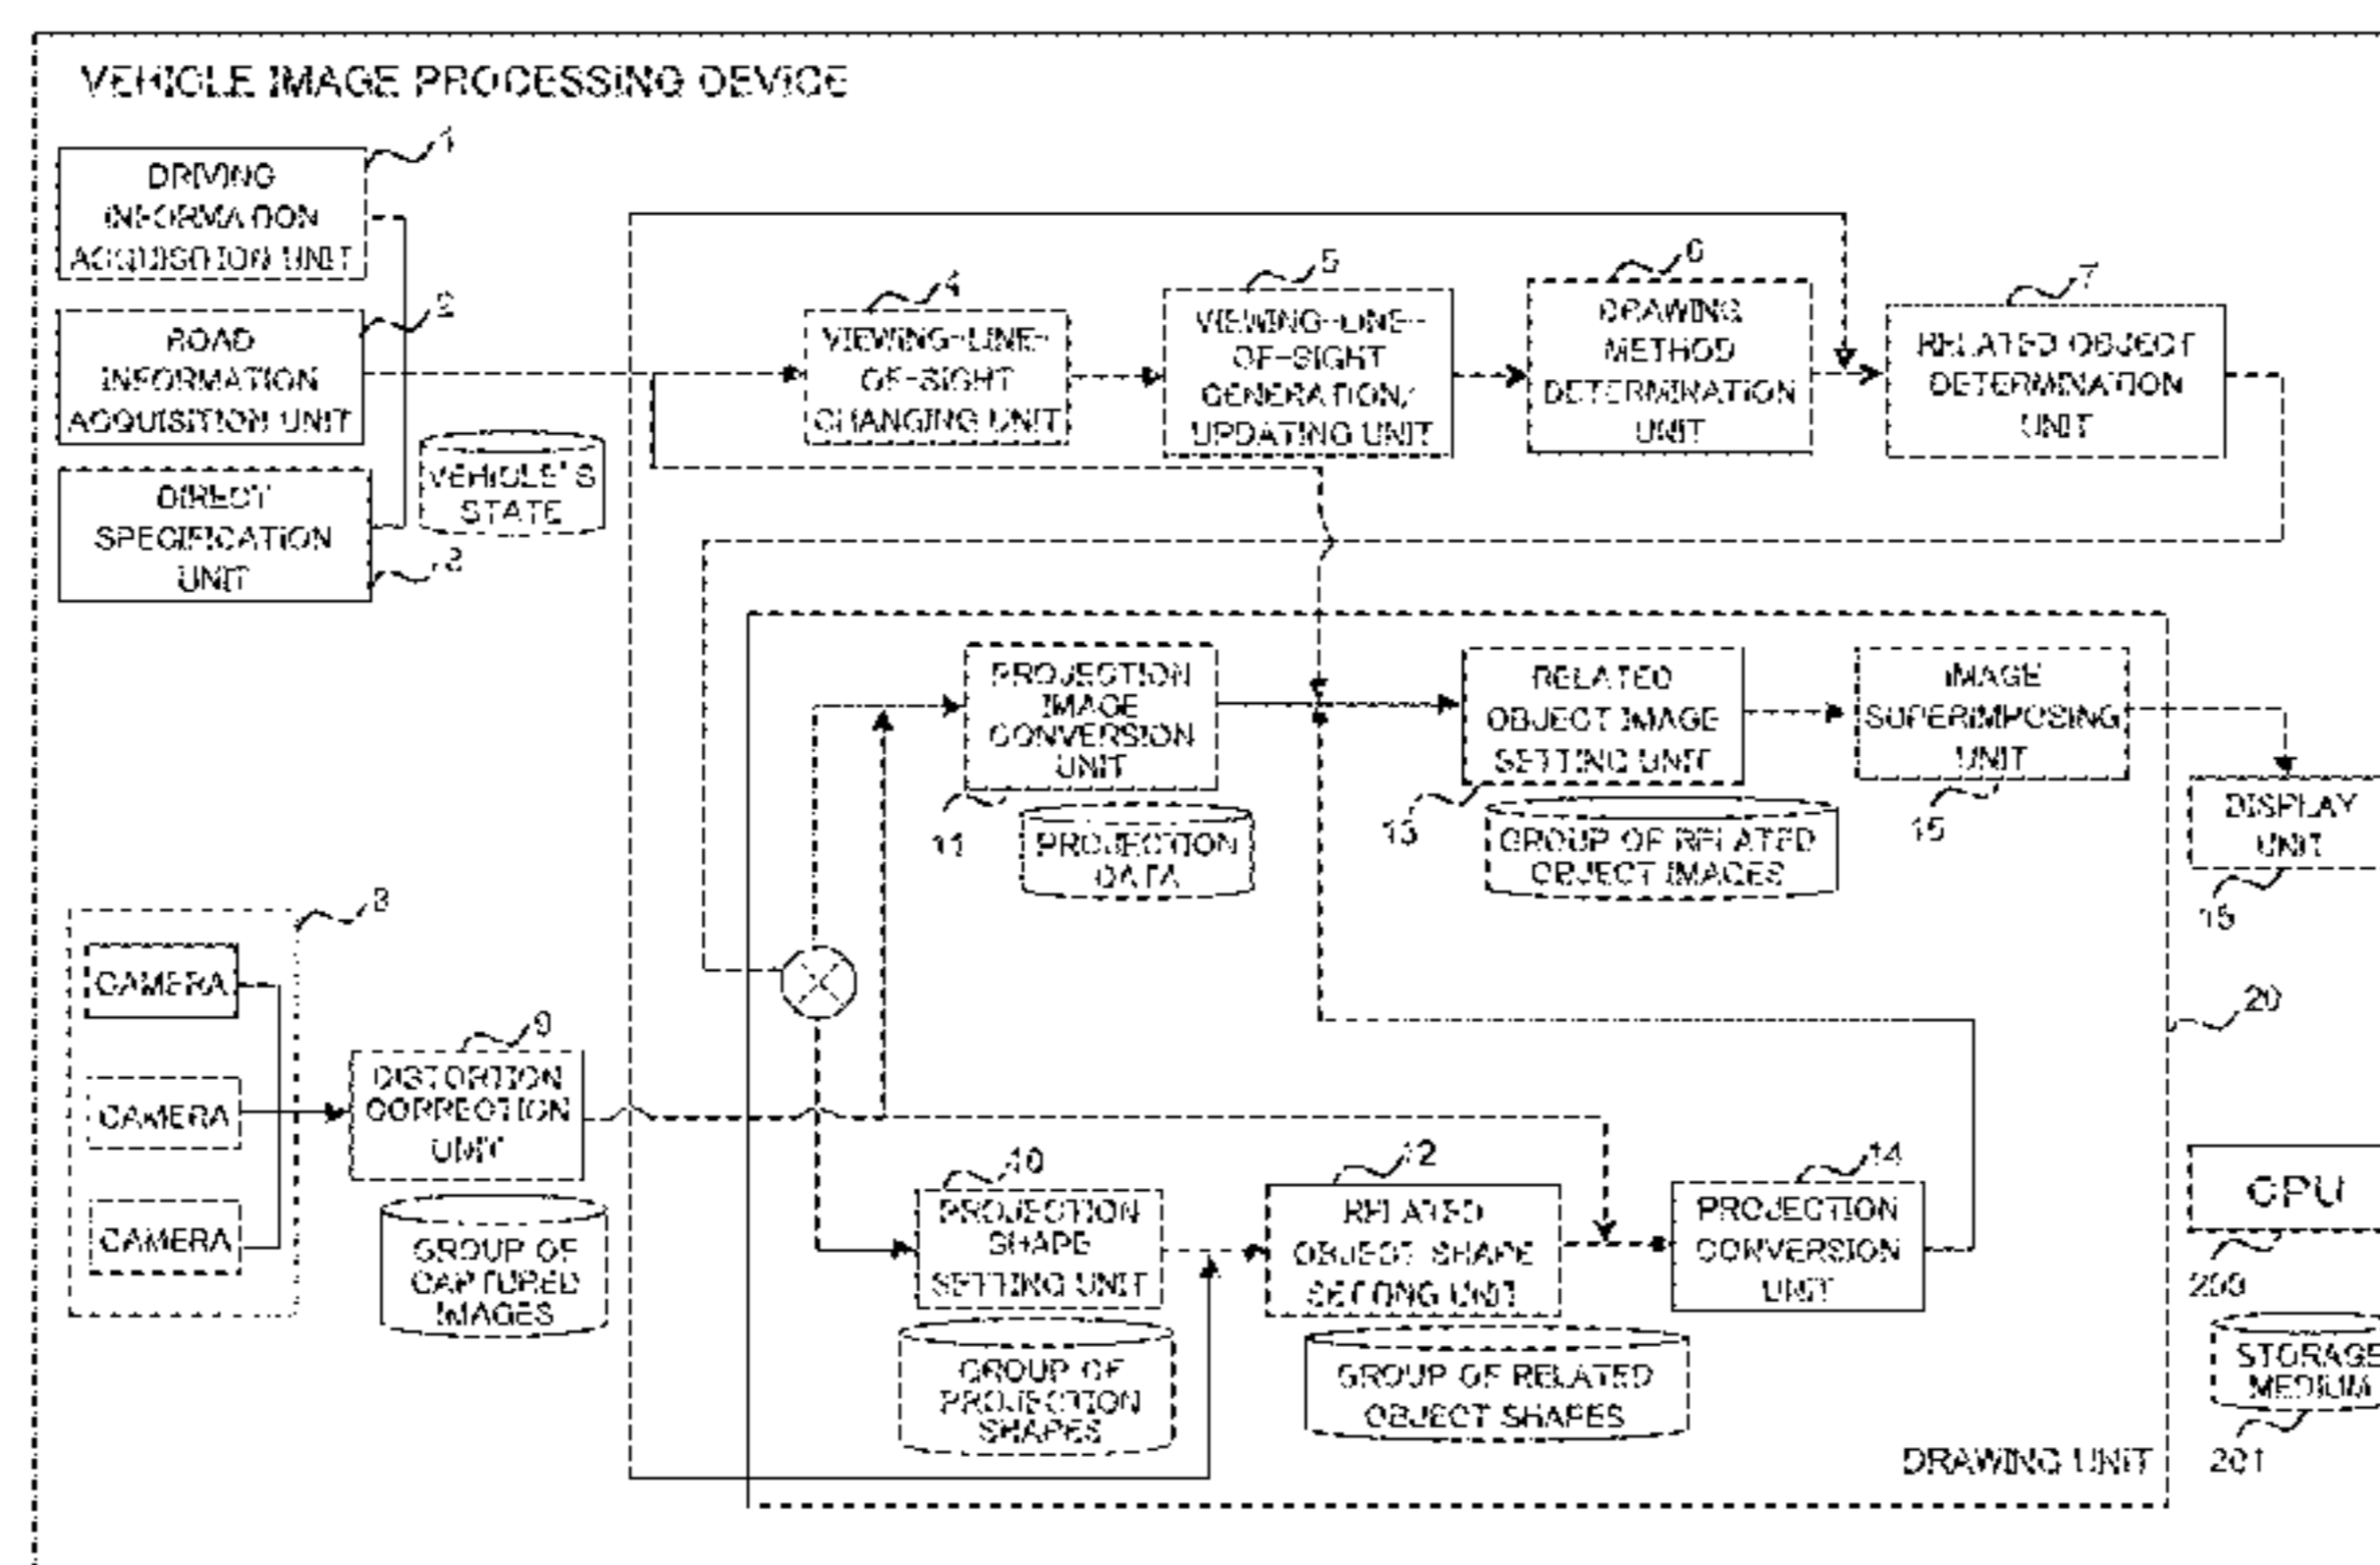 VEHICLE IMAGE PROCESSING DEVICE
1
DRIVING
INFORMATION
ACQUISITION UNIT
2
ROAD
INFORMATION
ACQUISITION UNIT
DIRECT
SPECIFICATION
UNIT
3
VEHICLE'S
STATE
4
VIEWING-LINE-
OF-SIGHT
CHANGING UNIT
5
VIEWING-LINE-
OF-SIGHT
GENERATION/
UPDATING UNIT
6
DRAWING
METHOD
DETERMINATION
UNIT
7
RELATED OBJECT
DETERMINATION
UNIT
PROJECTION
IMAGE
CONVERSION
UNIT
11
PROJECTION
DATA
RELATED
OBJECT IMAGE
SETTING UNIT
13
GROUP OF RELATED
OBJECT IMAGES
IMAGE
SUPERIMPOSING
UNIT
15
DISPLAY
UNIT
8
CAMERA
CAMERA
CAMERA
9
DISTORTION
CORRECTION
UNIT
GROUP OF
CAPTURED
IMAGES
10
PROJECTION
SHAPE
SETTING UNIT
GROUP OF
PROJECTION
SHAPES
12
RELATED
OBJECT SHAPE
UNIT
GROUP OF RELATED
OBJECT SHAPES
14
PROJECTION
CONVERSION
UNIT
20
DRAWING UNIT
CPU
200
STORAGE
MEDIUM
201